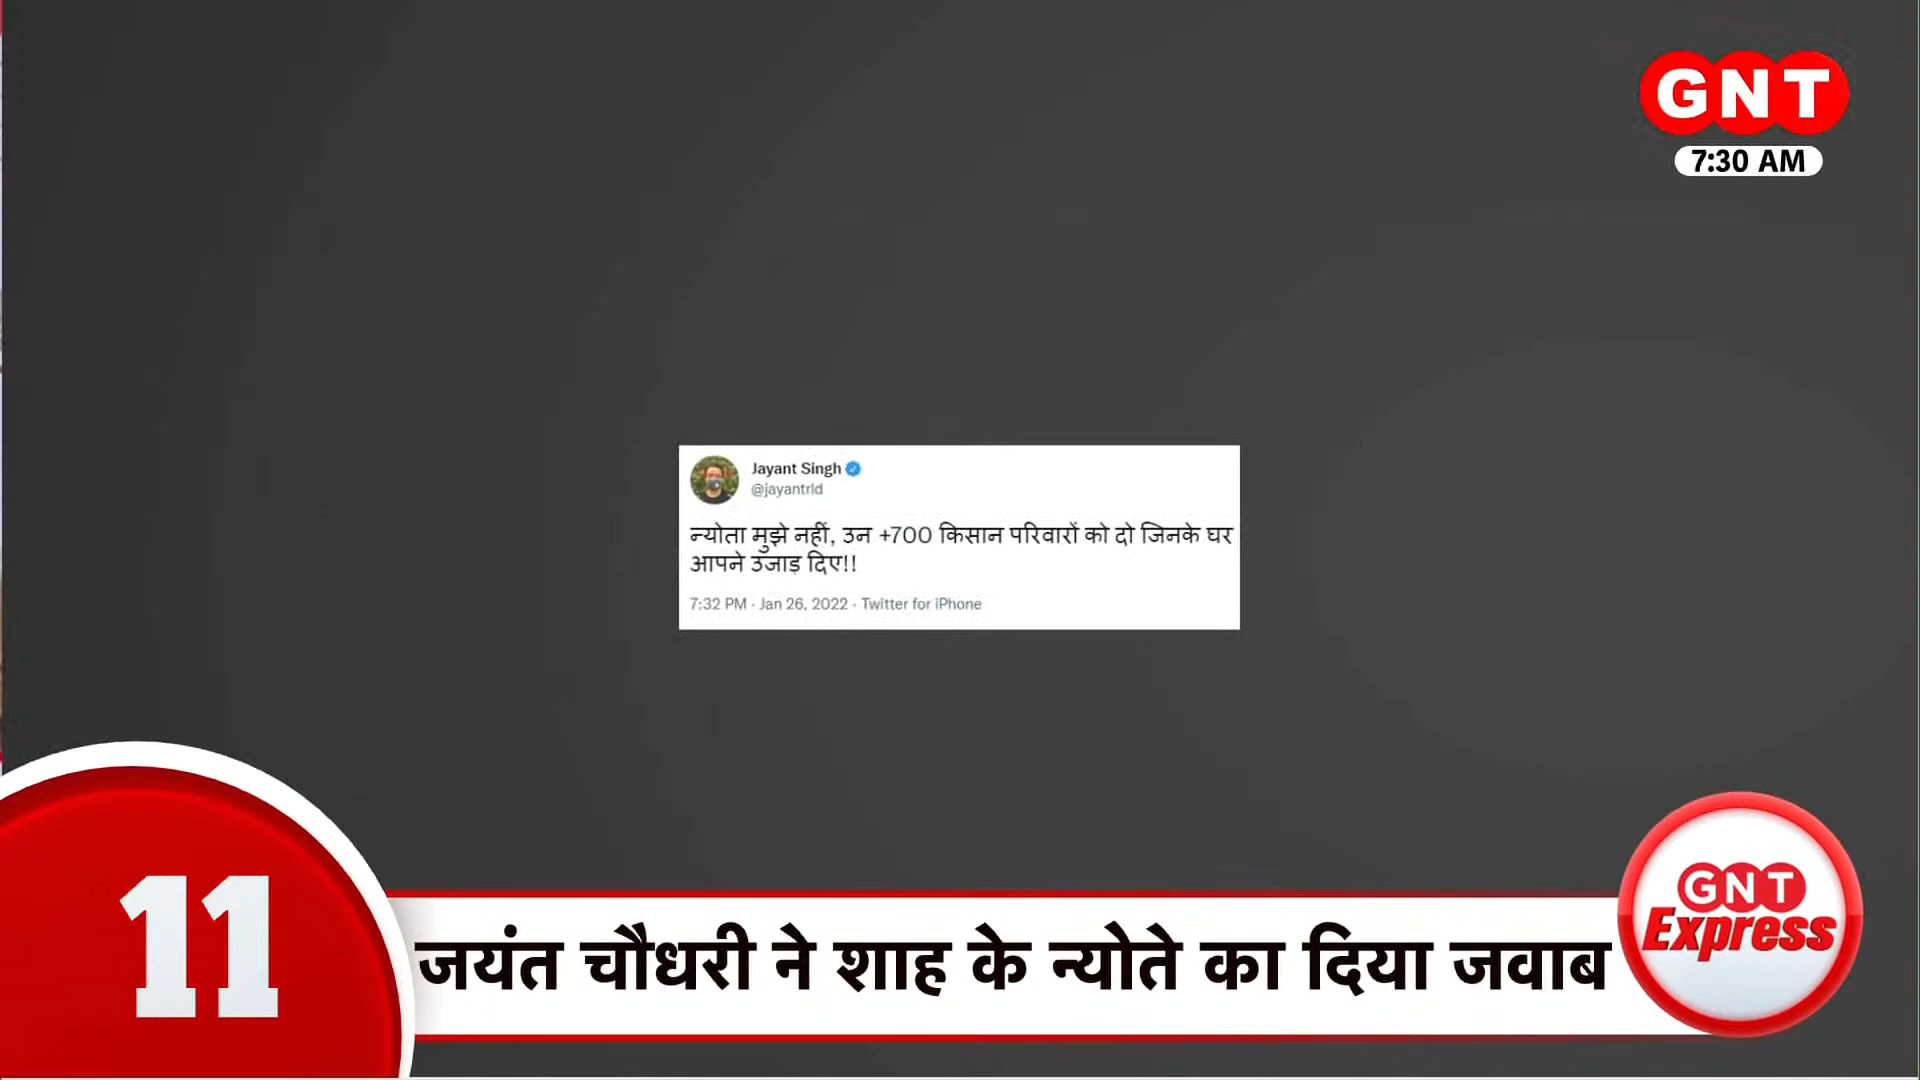 GNT
7:30 AM
Jayant Singh
@jayantrld
न्योता मुझे नहीं, उन +700 किसान परिवारों को दो जिनके घर
आपने उजाड़ दिए!!
7:32 PM · Jan 26, 2022 · Twitter for iPhone
11
जयंत चौधरी ने शाह के न्योते का दिया जवाब
GNT
Express